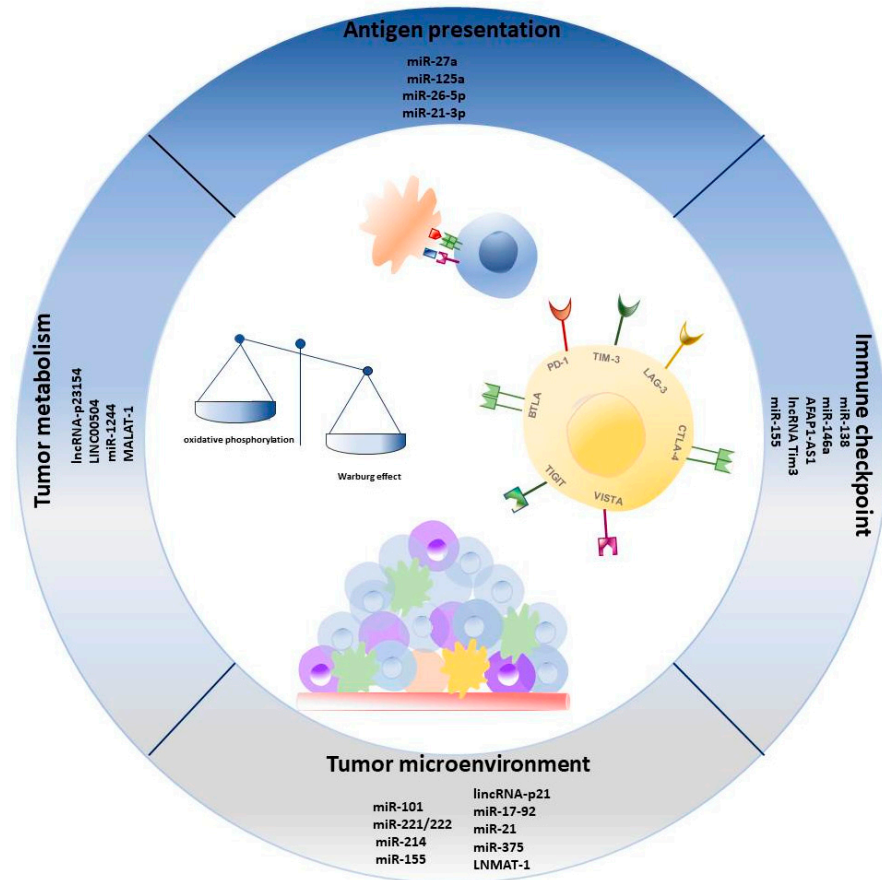 Antigen presentation
miR-27a
miR-125a
miR-26-5p
miR-21-3p
Tumor metabolism
lncRNA-p23154
LINC00504
miR-1244
MALAT-1
oxidative phosphorylation
Warburg effect
PD-1
TIM-3
LAG-3
CTLA-4
VISTA
TIGIT
BTLA
Immune checkpoint
miR-138
miR-146a
AFAP1-AS1
lncRNA Tim3
miR-155
Tumor microenvironment
miR-101
miR-221/222
miR-214
miR-155
lincRNA-p21
miR-17-92
miR-21
miR-375
LNMAT-1